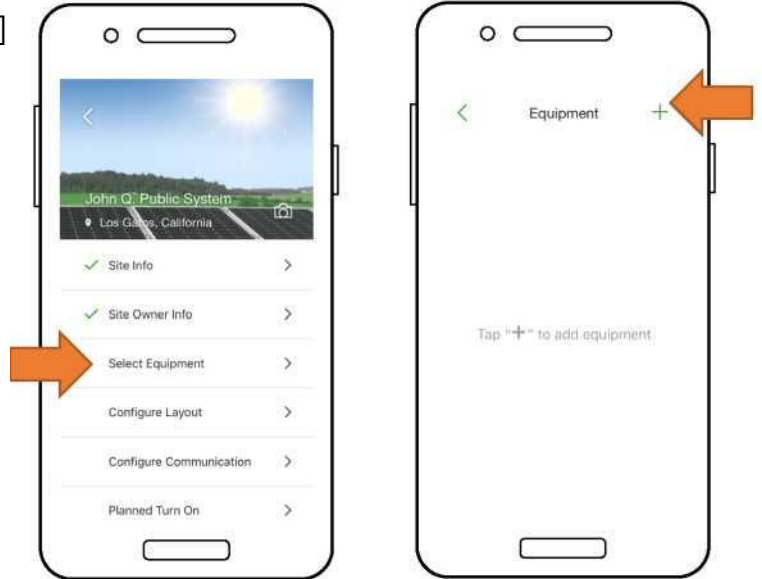 John Q. Public System
Los Gatos, California
Site Info
Site Owner Info
Select Equipment
Configure Layout
Configure Communication
Planned Turn On
Equipment
Tap "+" to add equipment